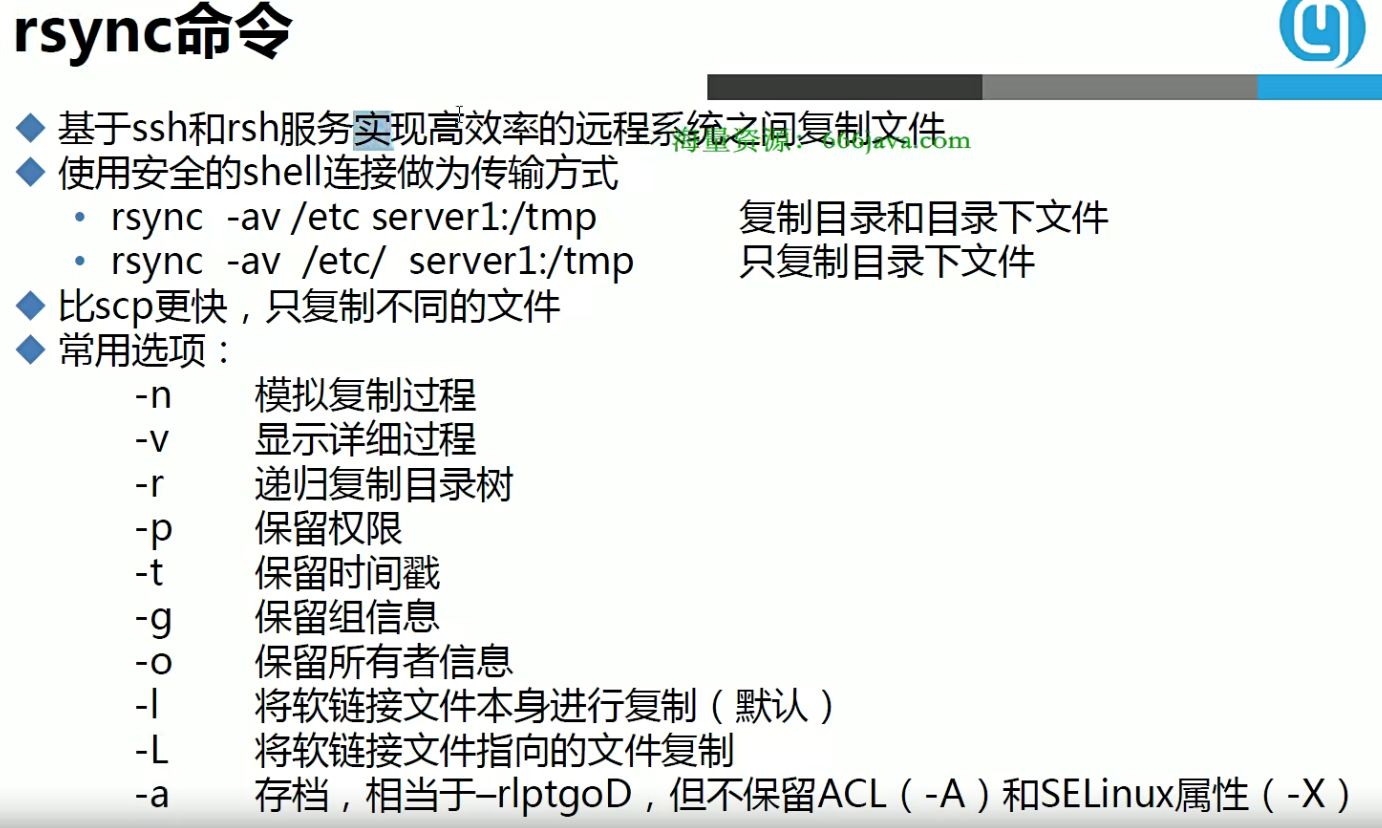 rsync命令
基于ssh和rsh服务实现高效率的远程系统之间复制文件
海量资源：666java.com
使用安全的shell连接做为传输方式
rsync -av /etc server1:/tmp 复制目录和目录下文件
rsync -av /etc/ server1:/tmp 只复制目录下文件
比scp更快，只复制不同的文件
常用选项：
-n 模拟复制过程
-v 显示详细过程
-r 递归复制目录树
-p 保留权限
-t 保留时间戳
-g 保留组信息
-o 保留所有者信息
-l 将软链接文件本身进行复制（默认）
-L 将软链接文件指向的文件复制
-a 存档，相当于–rlptgoD，但不保留ACL（-A）和SELinux属性（-X）